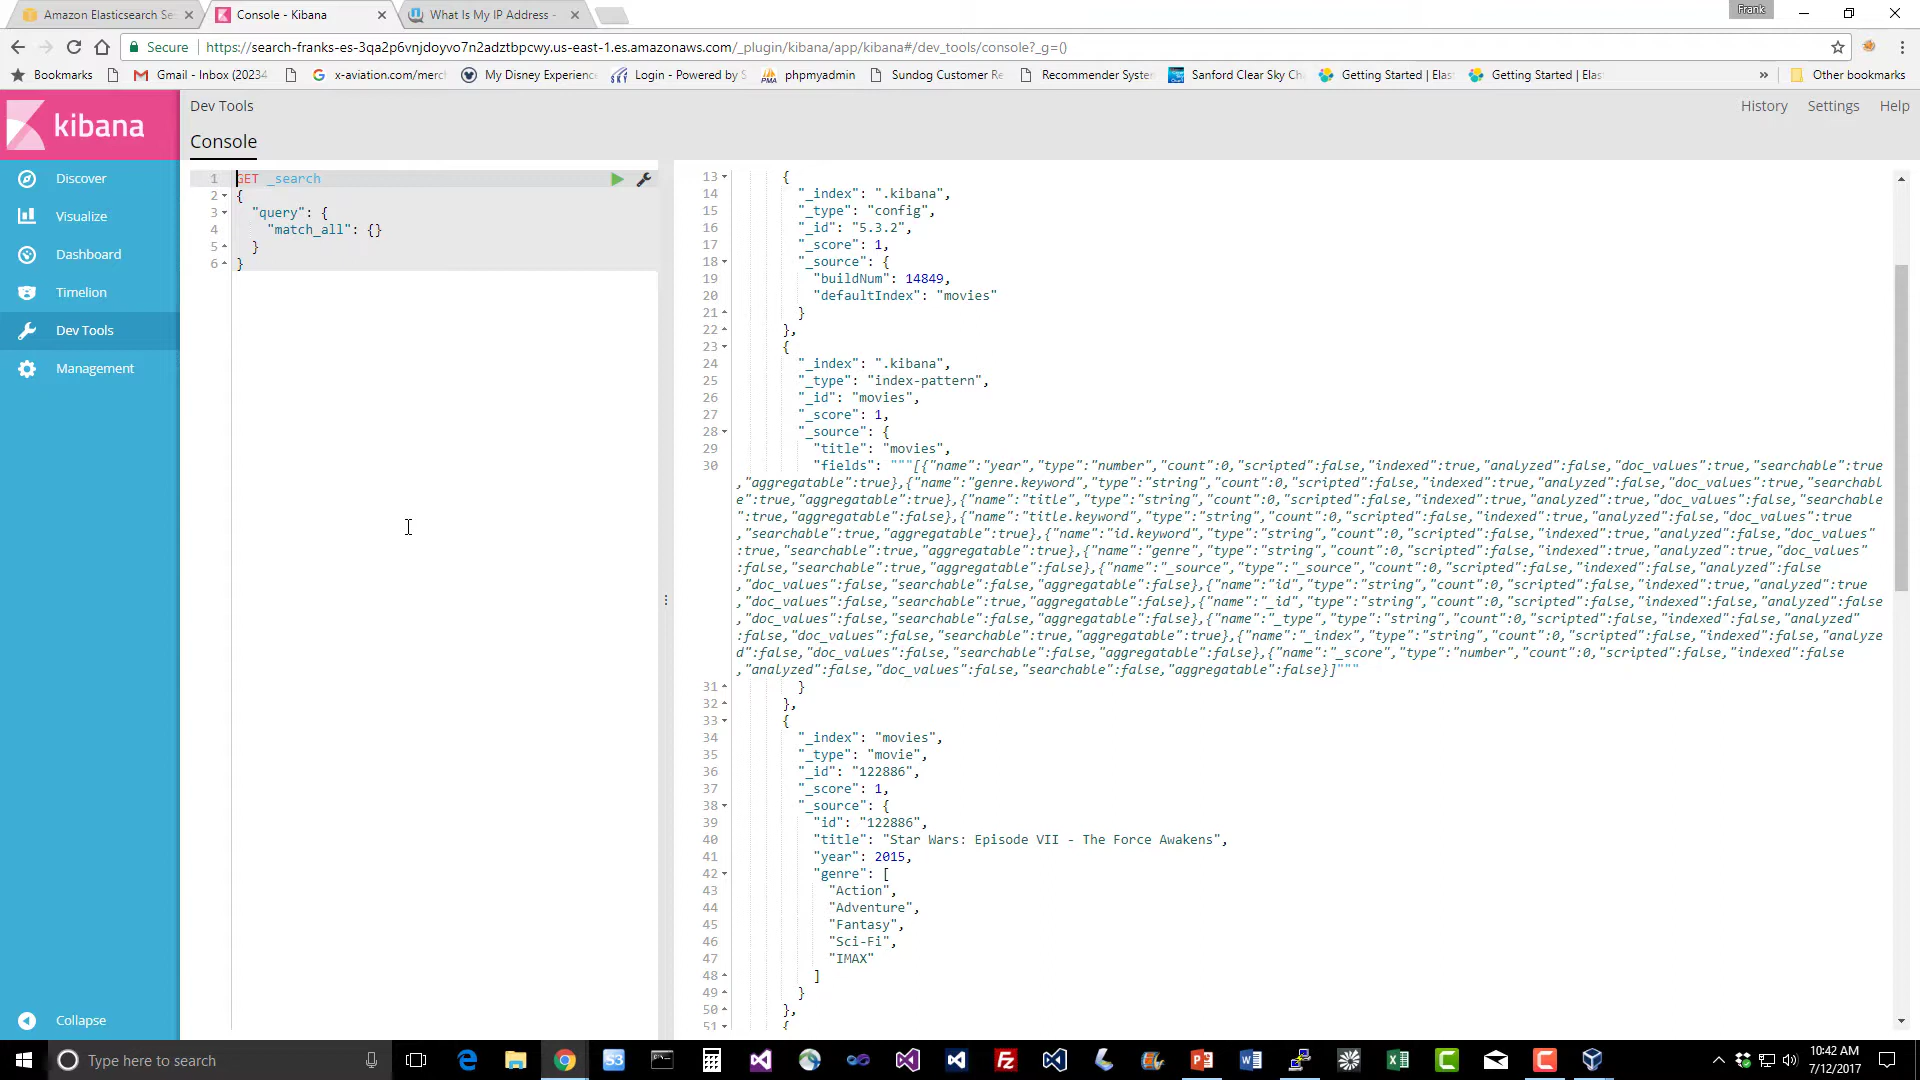 Amazon Elasticsearch Se
Console - Kibana
What Is My IP Address -
Frank
Secure
https://search-franks-es-3qa2p6vnjdoyvo7n2adztbpcwy.us-east-1.es.amazonaws.com/_plugin/kibana/app/kibana#/dev_tools/console?_g=()
Bookmarks
Gmail - Inbox (20234
x-aviation.com/merc
My Disney Experienc
Login - Powered by S
phpmyadmin
Sundog Customer Re
Recommender Syste
Sanford Clear Sky Ch
Getting Started | Elas
Getting Started | Elas
»
Other bookmarks
kibana
Discover
Visualize
Dashboard
Timelion
Dev Tools
Management
Collapse
Dev Tools
History
Settings
Help
Console
1 GET _search
2 {
3 "query": {
4 "match_all": {}
5 }
6 }
13 {
14 "_index": ".kibana",
15 "_type": "config",
16 "_id": "5.3.2",
17 "_score": 1,
18 "_source": {
19 "buildNum": 14849,
20 "defaultIndex": "movies"
21 }
22 },
23 {
24 "_index": ".kibana",
25 "_type": "index-pattern",
26 "_id": "movies",
27 "_score": 1,
28 "_source": {
29 "title": "movies",
30 "fields": """[{"name":"year","type":"number","count":0,"scripted":false,"indexed":true,"analyzed":false,"doc_values":true,"searchable":true
,"aggregatable":true},{"name":"genre.keyword","type":"string","count":0,"scripted":false,"indexed":true,"analyzed":false,"doc_values":true,"searchabl
e":true,"aggregatable":true},{"name":"title","type":"string","count":0,"scripted":false,"indexed":true,"analyzed":true,"doc_values":false,"searchable"
:true,"aggregatable":false},{"name":"title.keyword","type":"string","count":0,"scripted":false,"indexed":true,"analyzed":false,"doc_values":true
,"searchable":true,"aggregatable":true},{"name":"id.keyword","type":"string","count":0,"scripted":false,"indexed":true,"analyzed":false,"doc_values"
:true,"searchable":true,"aggregatable":true},{"name":"genre","type":"string","count":0,"scripted":false,"indexed":true,"analyzed":true,"doc_values"
:false,"searchable":true,"aggregatable":false},{"name":"_source","type":"_source","count":0,"scripted":false,"indexed":false,"analyzed":false
,"doc_values":false,"searchable":false,"aggregatable":false},{"name":"id","type":"string","count":0,"scripted":false,"indexed":true,"analyzed":true
,"doc_values":false,"searchable":true,"aggregatable":false},{"name":"_id","type":"string","count":0,"scripted":false,"indexed":false,"analyzed":false
,"doc_values":false,"searchable":false,"aggregatable":false},{"name":"_type","type":"string","count":0,"scripted":false,"indexed":false,"analyzed"
:false,"doc_values":false,"searchable":true,"aggregatable":true},{"name":"_index","type":"string","count":0,"scripted":false,"indexed":false,"analyze
d":false,"doc_values":false,"searchable":false,"aggregatable":false},{"name":"_score","type":"number","count":0,"scripted":false,"indexed":false
,"analyzed":false,"doc_values":false,"searchable":false,"aggregatable":false}]"""
31 }
32 },
33 {
34 "_index": "movies",
35 "_type": "movie",
36 "_id": "122886",
37 "_score": 1,
38 "_source": {
39 "id": "122886",
40 "title": "Star Wars: Episode VII - The Force Awakens",
41 "year": 2015,
42 "genre": [
43 "Action",
44 "Adventure",
45 "Fantasy",
46 "Sci-Fi",
47 "IMAX"
48 ]
49 }
50 },
51 {
Type here to search
10:42 AM
7/12/2017